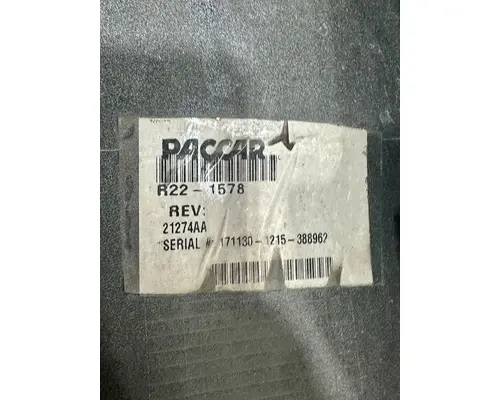 PACCAR
R22-1578
REV:
21274AA
SERIAL #: 171130-1215-388962